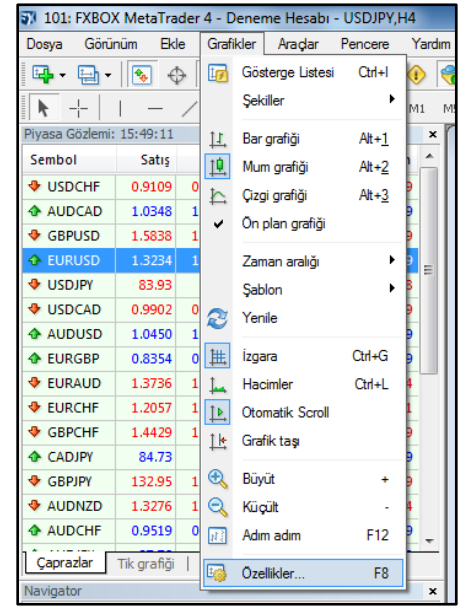 101: FXBOX MetaTrader 4 - Deneme Hesabı - USDJPY,H4
Dosya Görünüm Ekle Grafikler Araçlar Pencere Yardım
Gösterge Listesi Ctrl+I
Şekiller
M1
Piyasa Gözlemi: 15:49:11
Sembol Satış
Bar grafiği Alt+1
Mum grafiği Alt+2
Çizgi grafiği Alt+3
Ön plan grafiği
Zaman aralığı
Şablon
Yenile
Izgara Ctrl+G
Hacimler Ctrl+L
Otomatik Scroll
Grafik taşı
Büyüt +
Küçült -
Adım adım F12
Özellikler... F8
USDCHF 0.9109
AUDCAD 1.0348
GBPUSD 1.5838
EURUSD 1.3234
USDJPY 83.93
USDCAD 0.9902
AUDUSD 1.0450
EURGBP 0.8354
EURAUD 1.3736
EURCHF 1.2057
GBPCHF 1.4429
CADJPY 84.73
GBPJPY 132.95
AUDNZD 1.3276
AUDCHF 0.9519
Çaprazlar Tik grafiği
Navigator